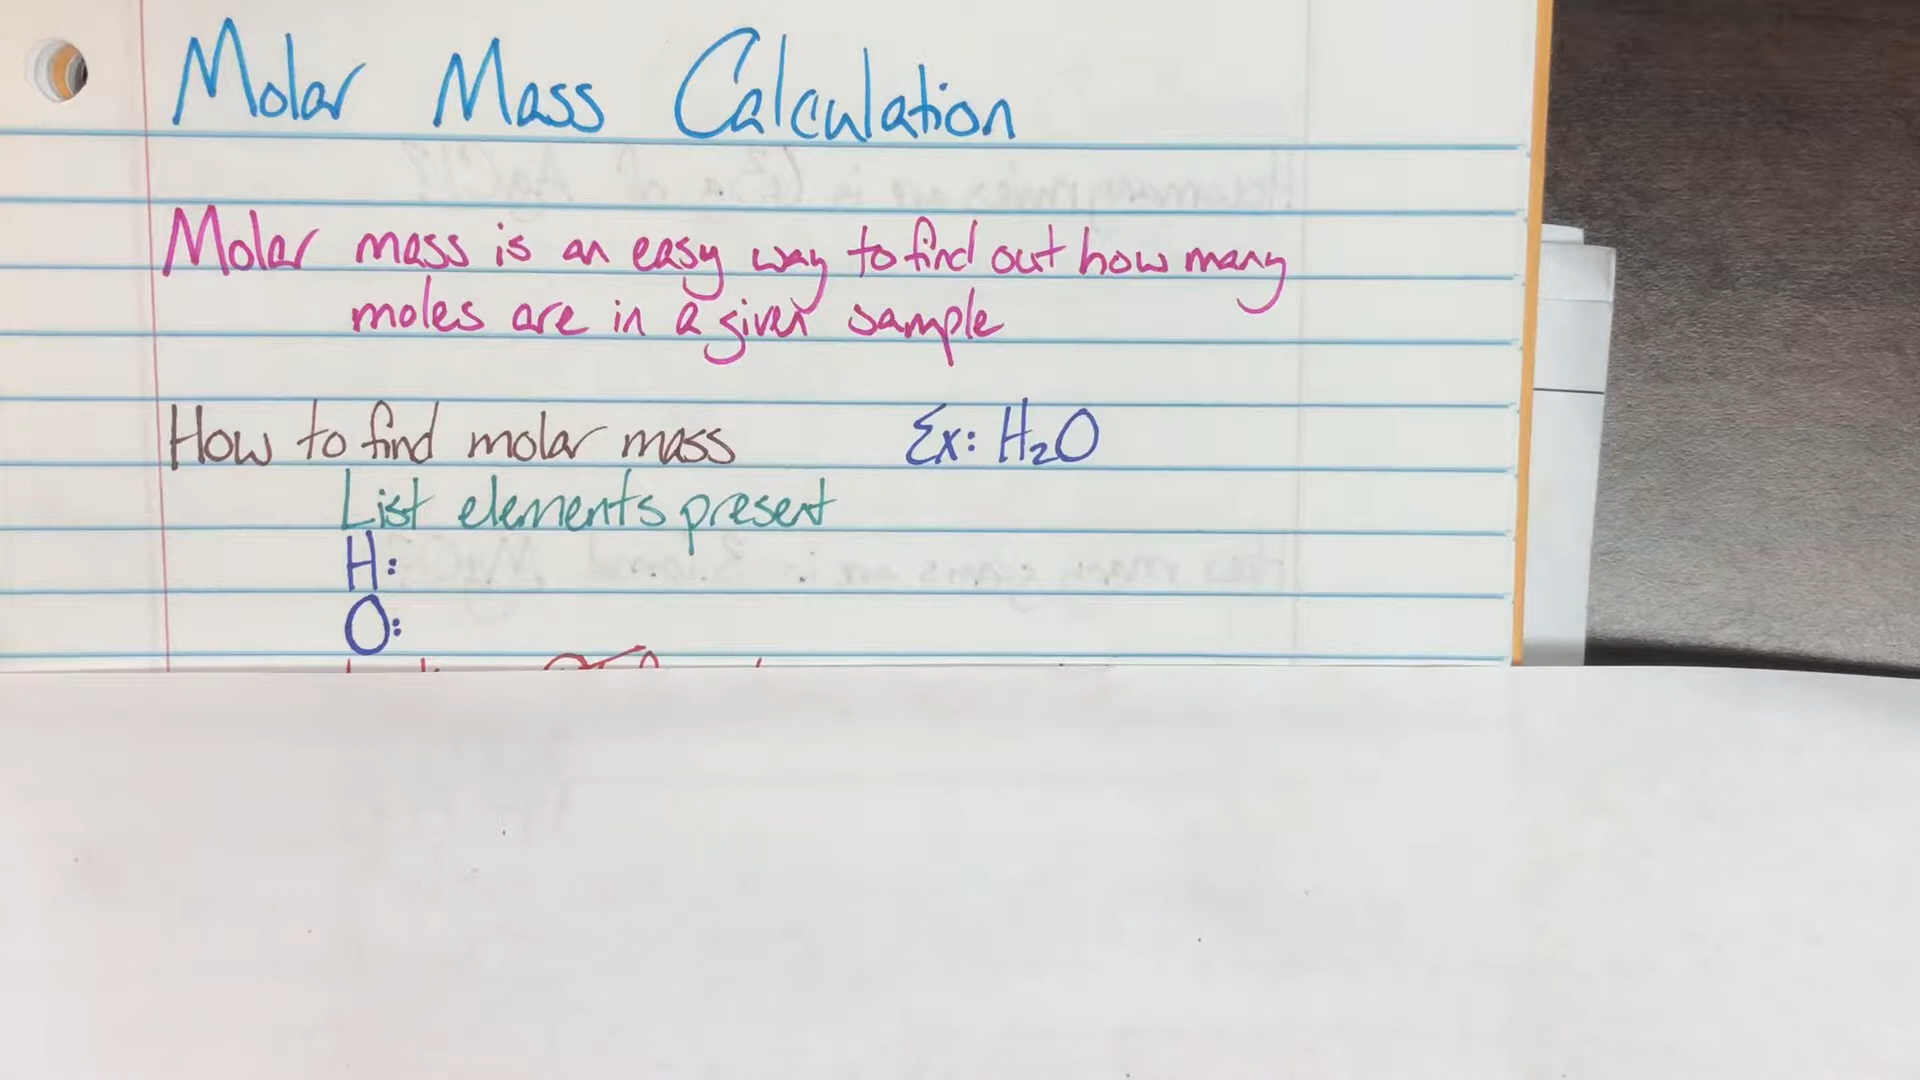 Molar Mass Calculation
Molar mass is an easy way to find out how many
moles are in a given sample
How to find molar mass Ex: H₂O
List elements present
H:
O: